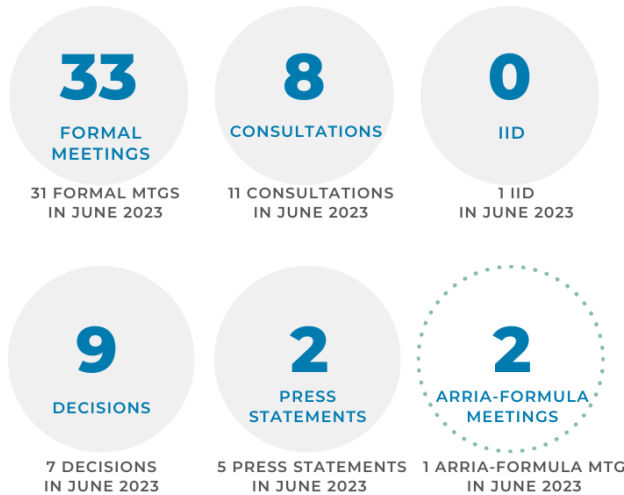 33
FORMAL
MEETINGS
31 FORMAL MTGS
IN JUNE 2023
8
CONSULTATIONS
11 CONSULTATIONS
IN JUNE 2023
0
IID
1 IID
IN JUNE 2023
9
DECISIONS
7 DECISIONS
IN JUNE 2023
2
PRESS
STATEMENTS
5 PRESS STATEMENTS
IN JUNE 2023
2
ARRIA-FORMULA
MEETINGS
1 ARRIA-FORMULA MTG
IN JUNE 2023